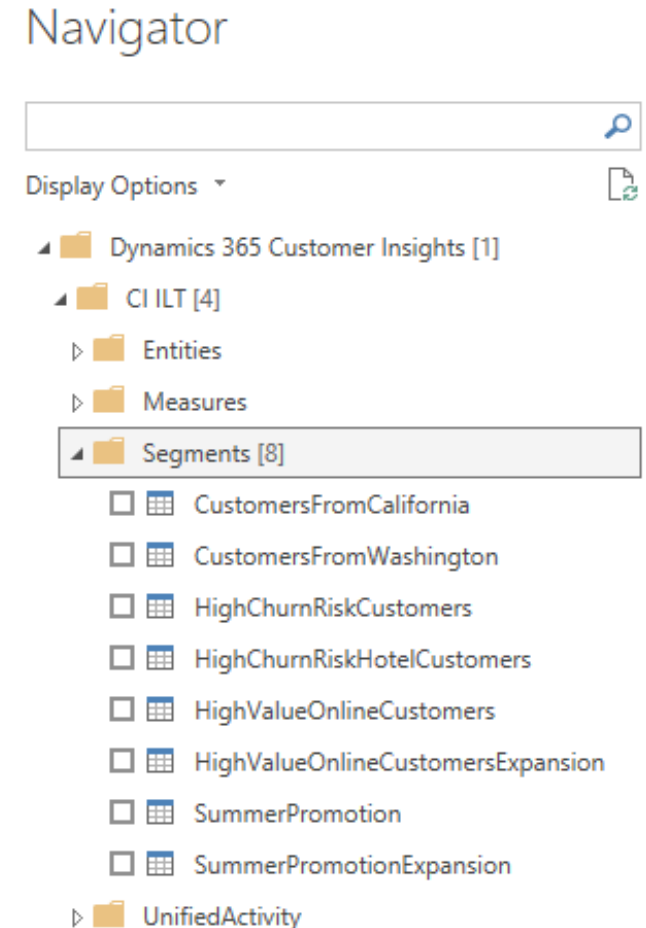 Navigator
Display Options
Dynamics 365 Customer Insights [1]
CI ILT [4]
Entities
Measures
Segments [8]
CustomersFromCalifornia
CustomersFromWashington
HighChurnRiskCustomers
HighChurnRiskHotelCustomers
HighValueOnlineCustomers
HighValueOnlineCustomersExpansion
SummerPromotion
SummerPromotionExpansion
UnifiedActivity